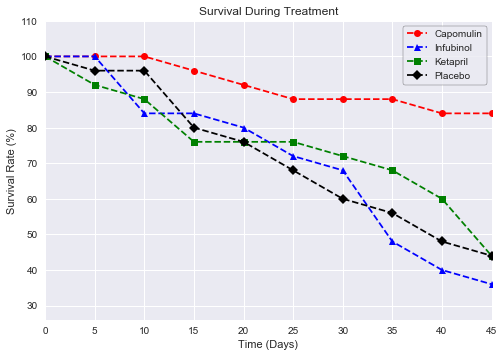 Survival During Treatment
110
100
90
80
70
60
50
40
30
Survival Rate (%)
Capomulin
Infubinol
Ketapril
Placebo
0 5 10 15 20 25 30 35 40 45
Time (Days)